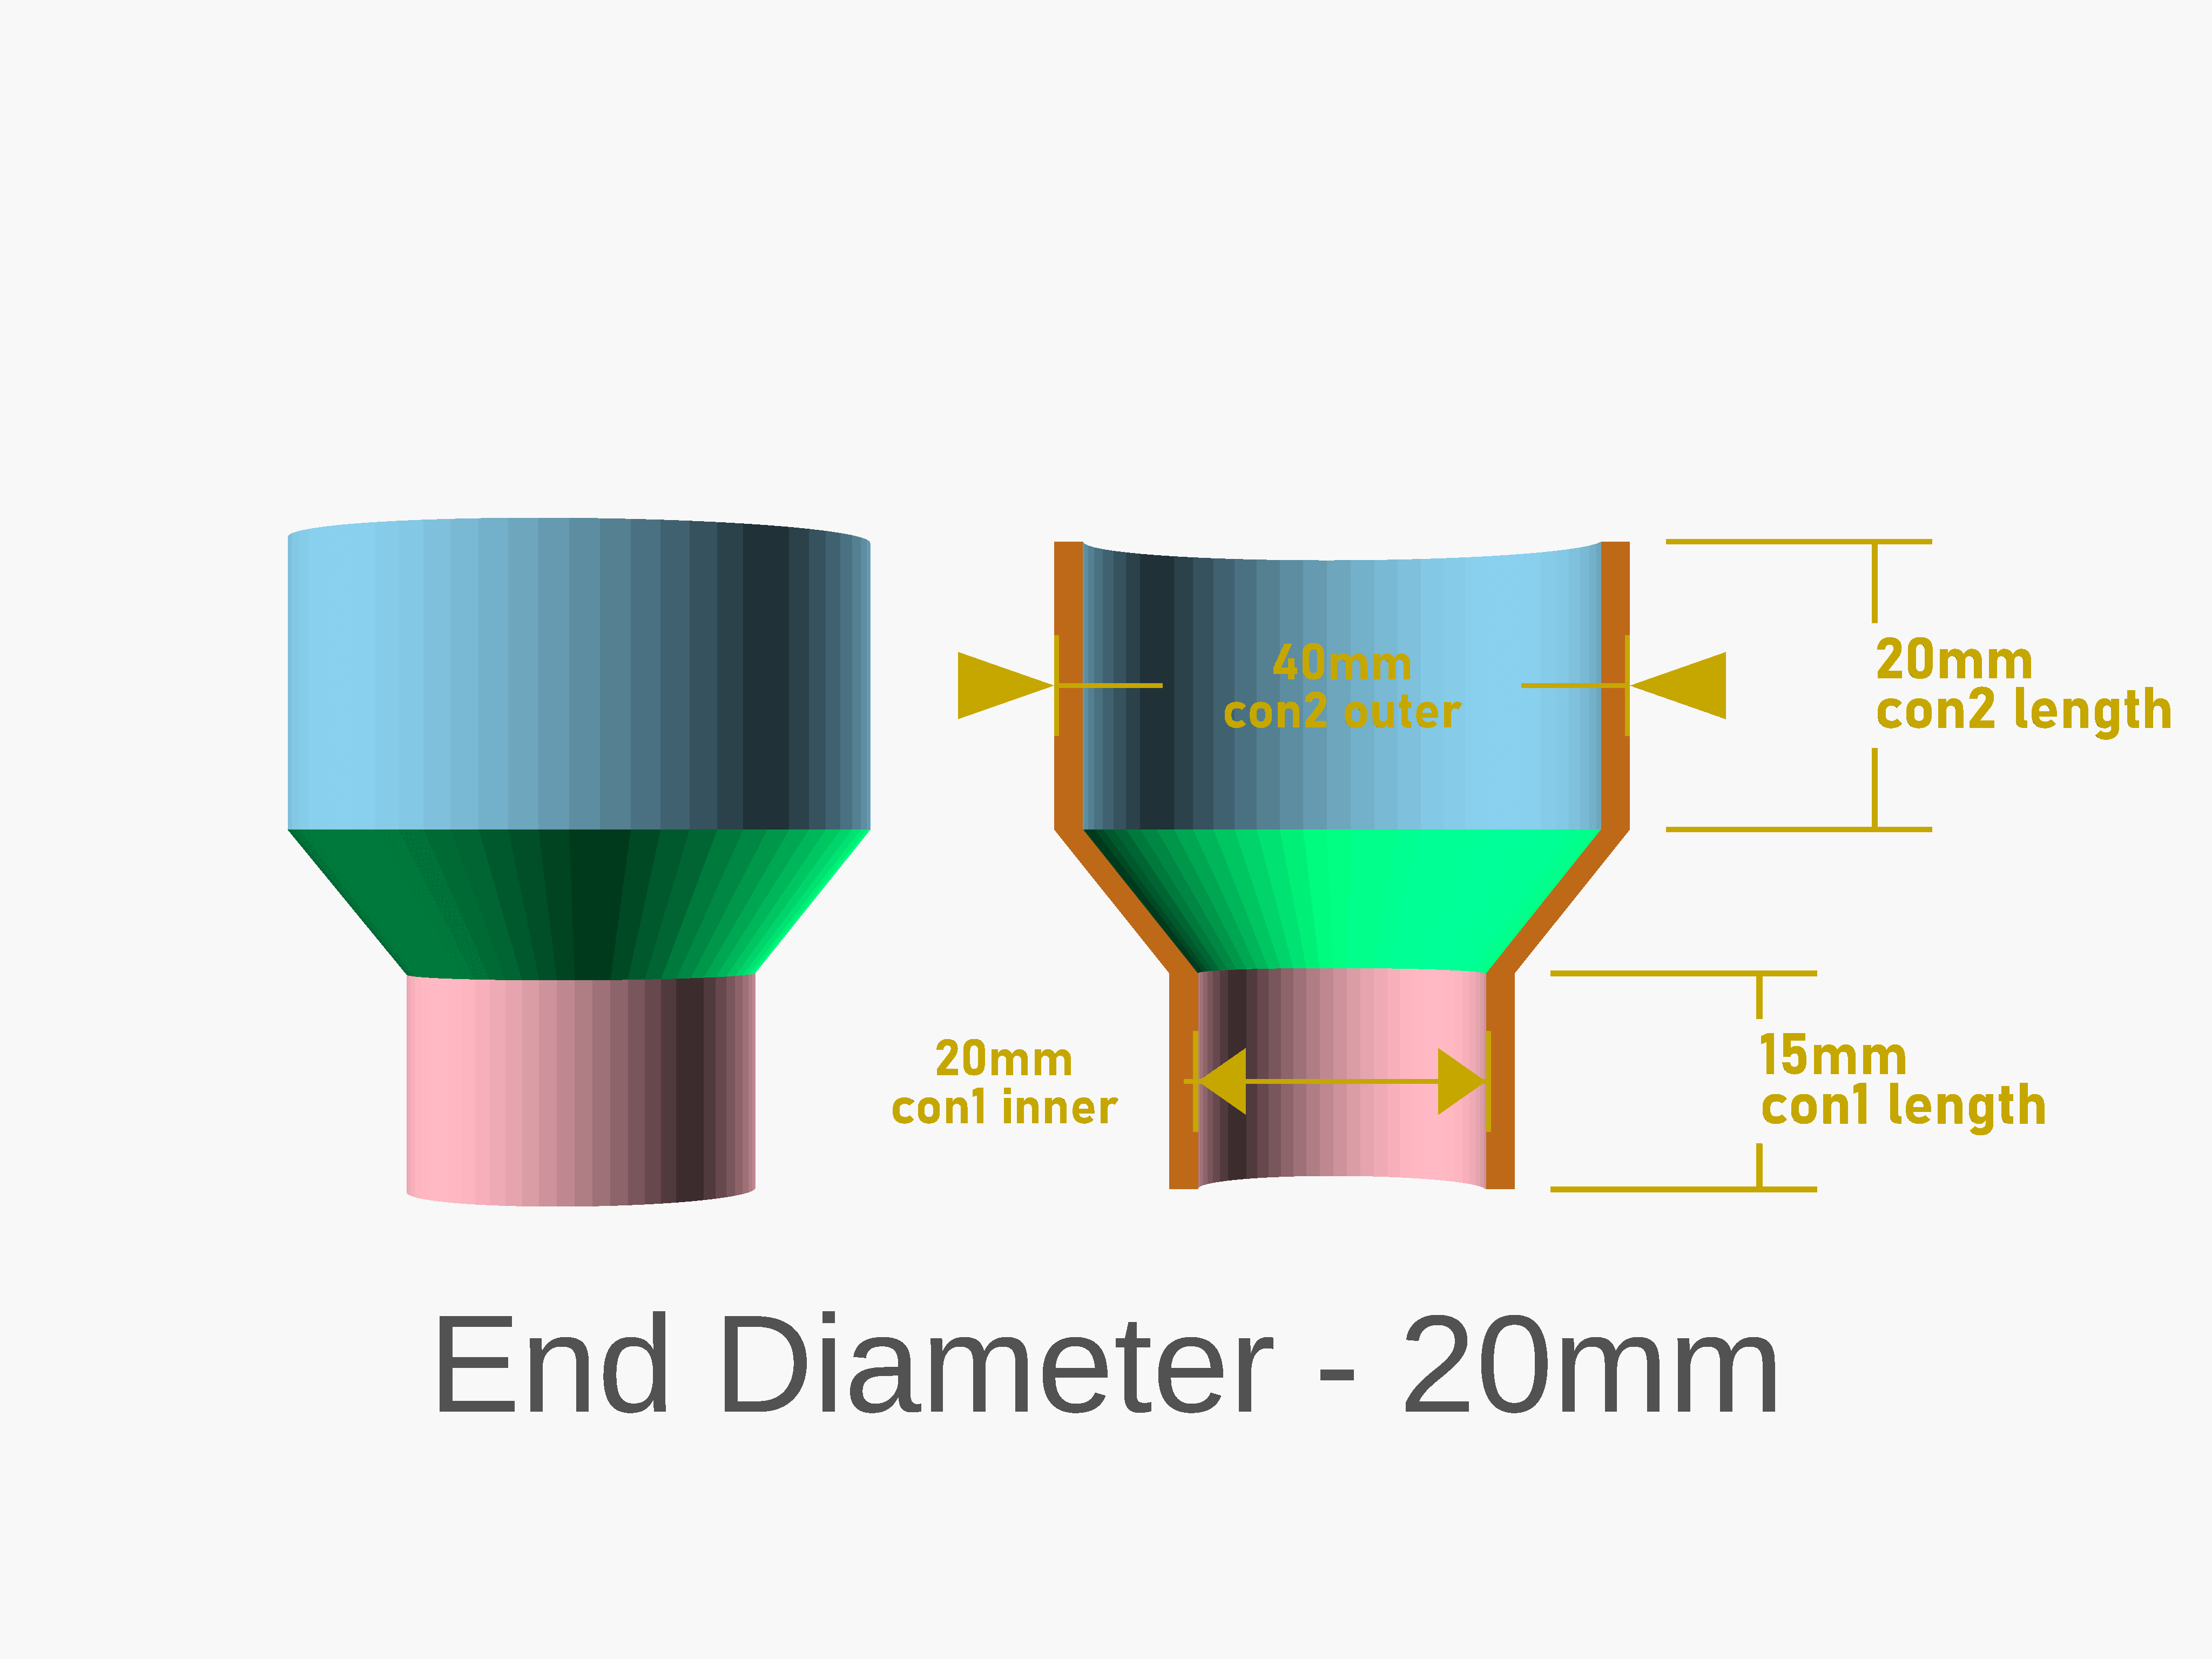 40mm
con2 outer
20mm
con2 length
20mm
con1 inner
15mm
con1 length
End Diameter - 20mm